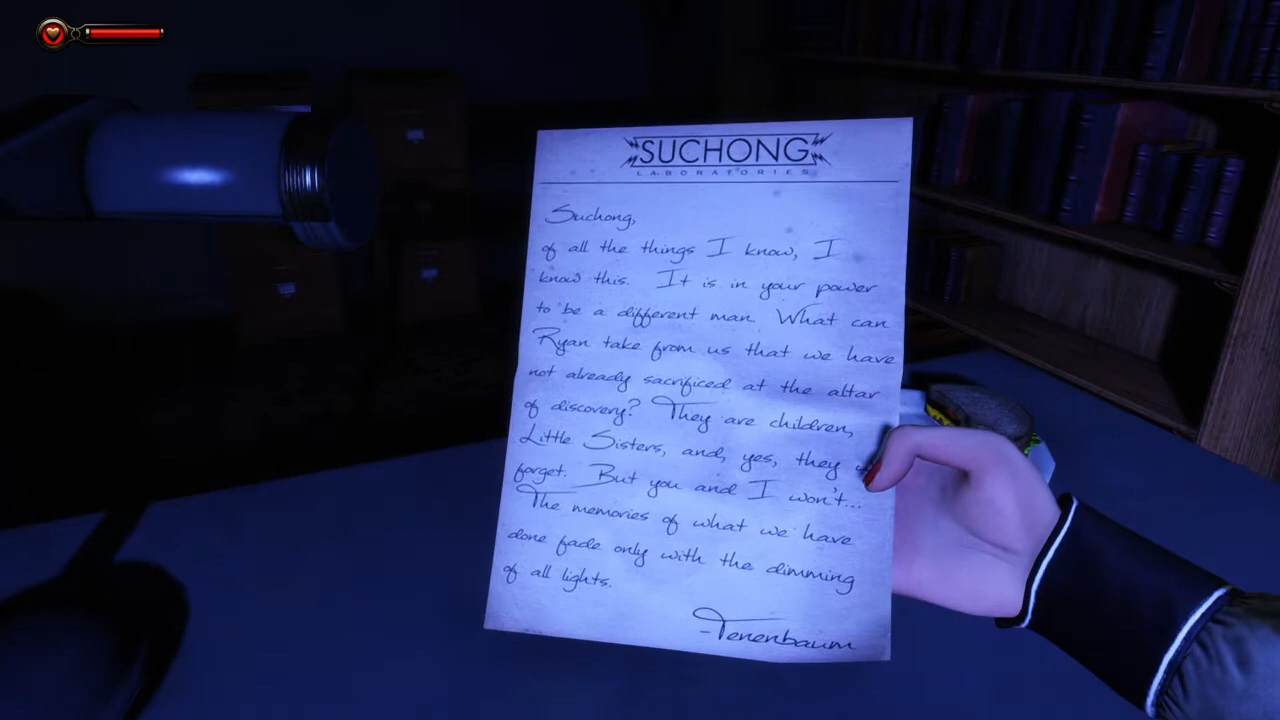 SUCHONG
LABORATORIES
Suchong,
of all the things I know, I
know this. It is in your power
to be a different man. What can
Ryan take from us that we have
not already sacrificed at the altar
of discovery? They are children,
Little Sisters, and, yes, they
forget. But you and I won't...
The memories of what we have
done fade only with the dimming
of all lights.
-Tenenbaum